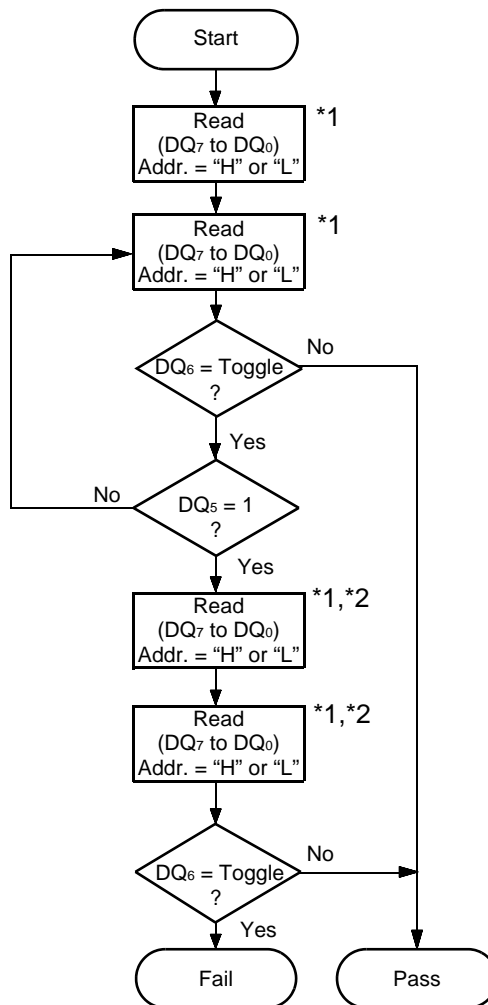 Start
Read
(DQ7 to DQ0)
Addr. = “H” or “L”
*1
Read
(DQ7 to DQ0)
Addr. = “H” or “L”
*1
DQ6 = Toggle
?
No
Yes
DQ5 = 1
?
No
Yes
Read
(DQ7 to DQ0)
Addr. = “H” or “L”
*1,*2
Read
(DQ7 to DQ0)
Addr. = “H” or “L”
*1,*2
DQ6 = Toggle
?
No
Yes
Fail
Pass